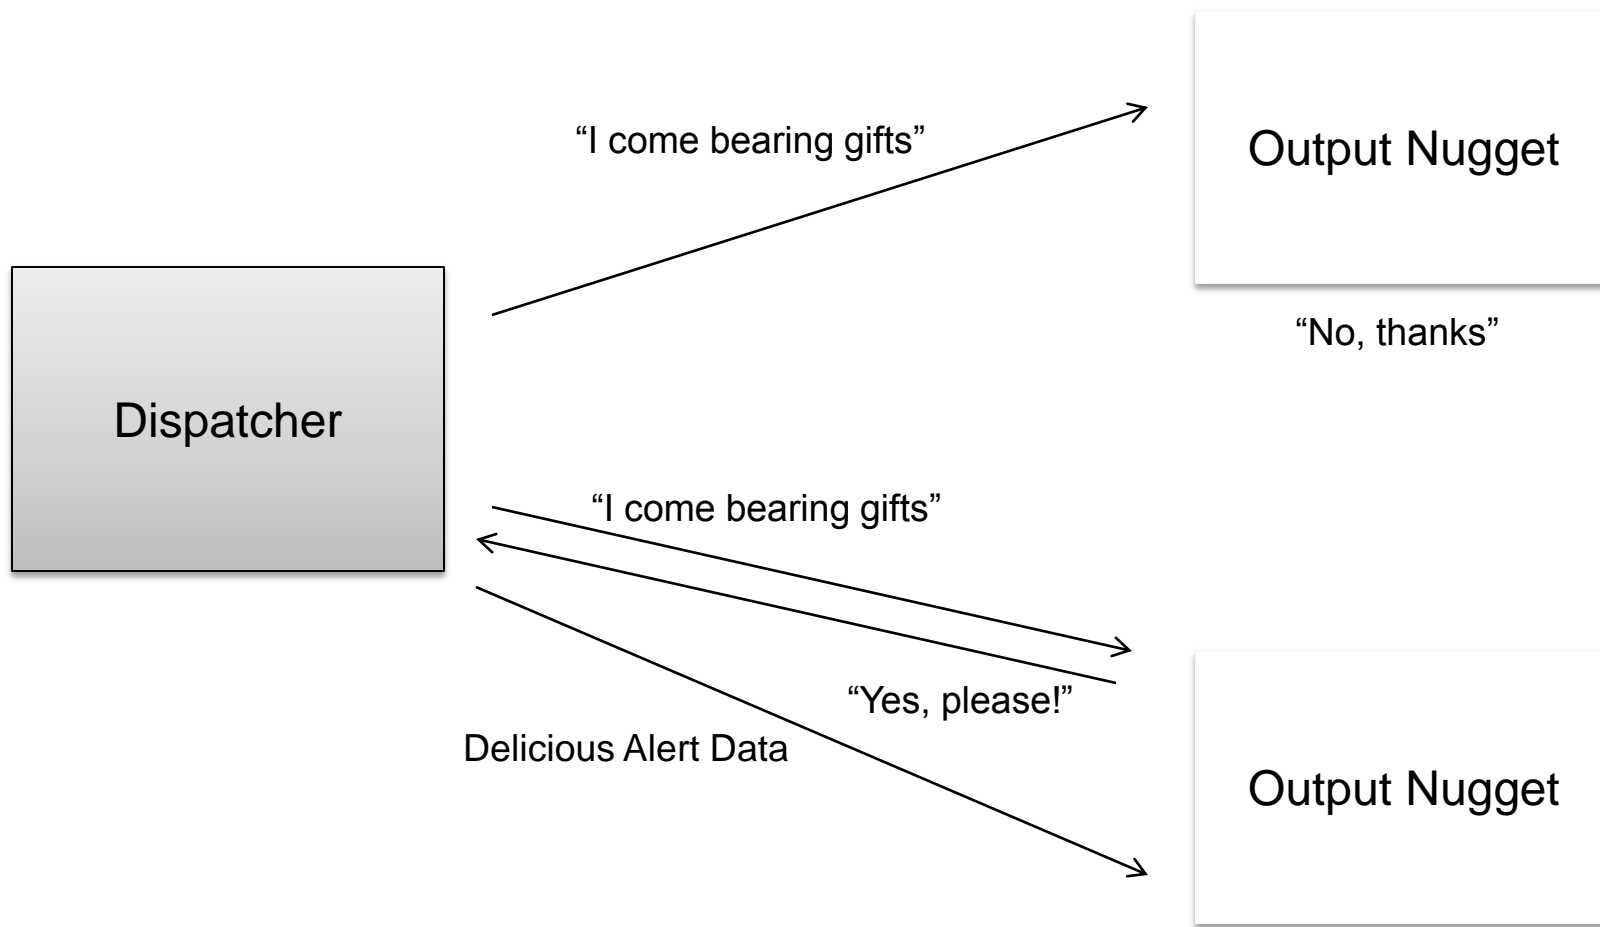 “I come bearing gifts”
Output Nugget
“No, thanks”
Dispatcher
“I come bearing gifts”
“Yes, please!”
Delicious Alert Data
Output Nugget